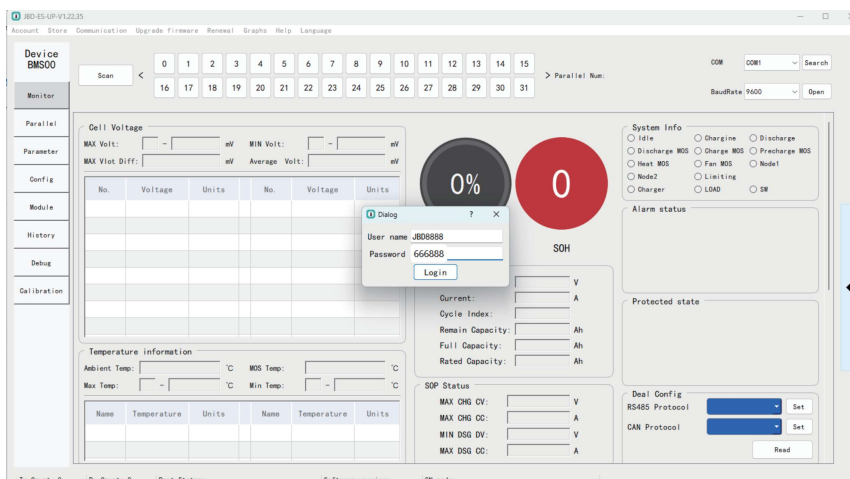 JBD-ES-UP-V1.22.35
Account Store Communication Upgrade firmware Renewal Graphs Help Language
Device
BMS00
Scan < 0 1 2 3 4 5 6 7 8 9 10 11 12 13 14 15 > Parallel Num:
16 17 18 19 20 21 22 23 24 25 26 27 28 29 30 31
COM COM1 Search
BaudRate 9600 Open
Monitor
Parallel
Parameter
Config
Module
History
Debug
Calibration
Cell Voltage
MAX Volt: - mV MIN Volt: - mV
MAX Vlot Diff: mV Average Volt: mV
No. Voltage Units No. Voltage Units
0%
0
SOH
Dialog ? ×
User name JBD8888
Password 666888
Login
V
Current: A
Cycle Index:
Remain Capacity: Ah
Full Capacity: Ah
Rated Capacity: Ah
Temperature information
Ambient Temp: °C MOS Temp: °C
Max Temp: - °C Min Temp: - °C
Name Temperature Units Name Temperature Units
SOP Status
MAX CHG CV: V
MAX CHG CC: A
MIN DSG DV: V
MAX DSG CC: A
System Info
Idle Chargine Discharge
Discharge MOS Charge MOS Precharge MOS
Heat MOS Fan MOS Node1
Node2 Limiting
Charger LOAD SW
Alarm status
Protected state
Deal Config
RS485 Protocol Set
CAN Protocol Set
Read